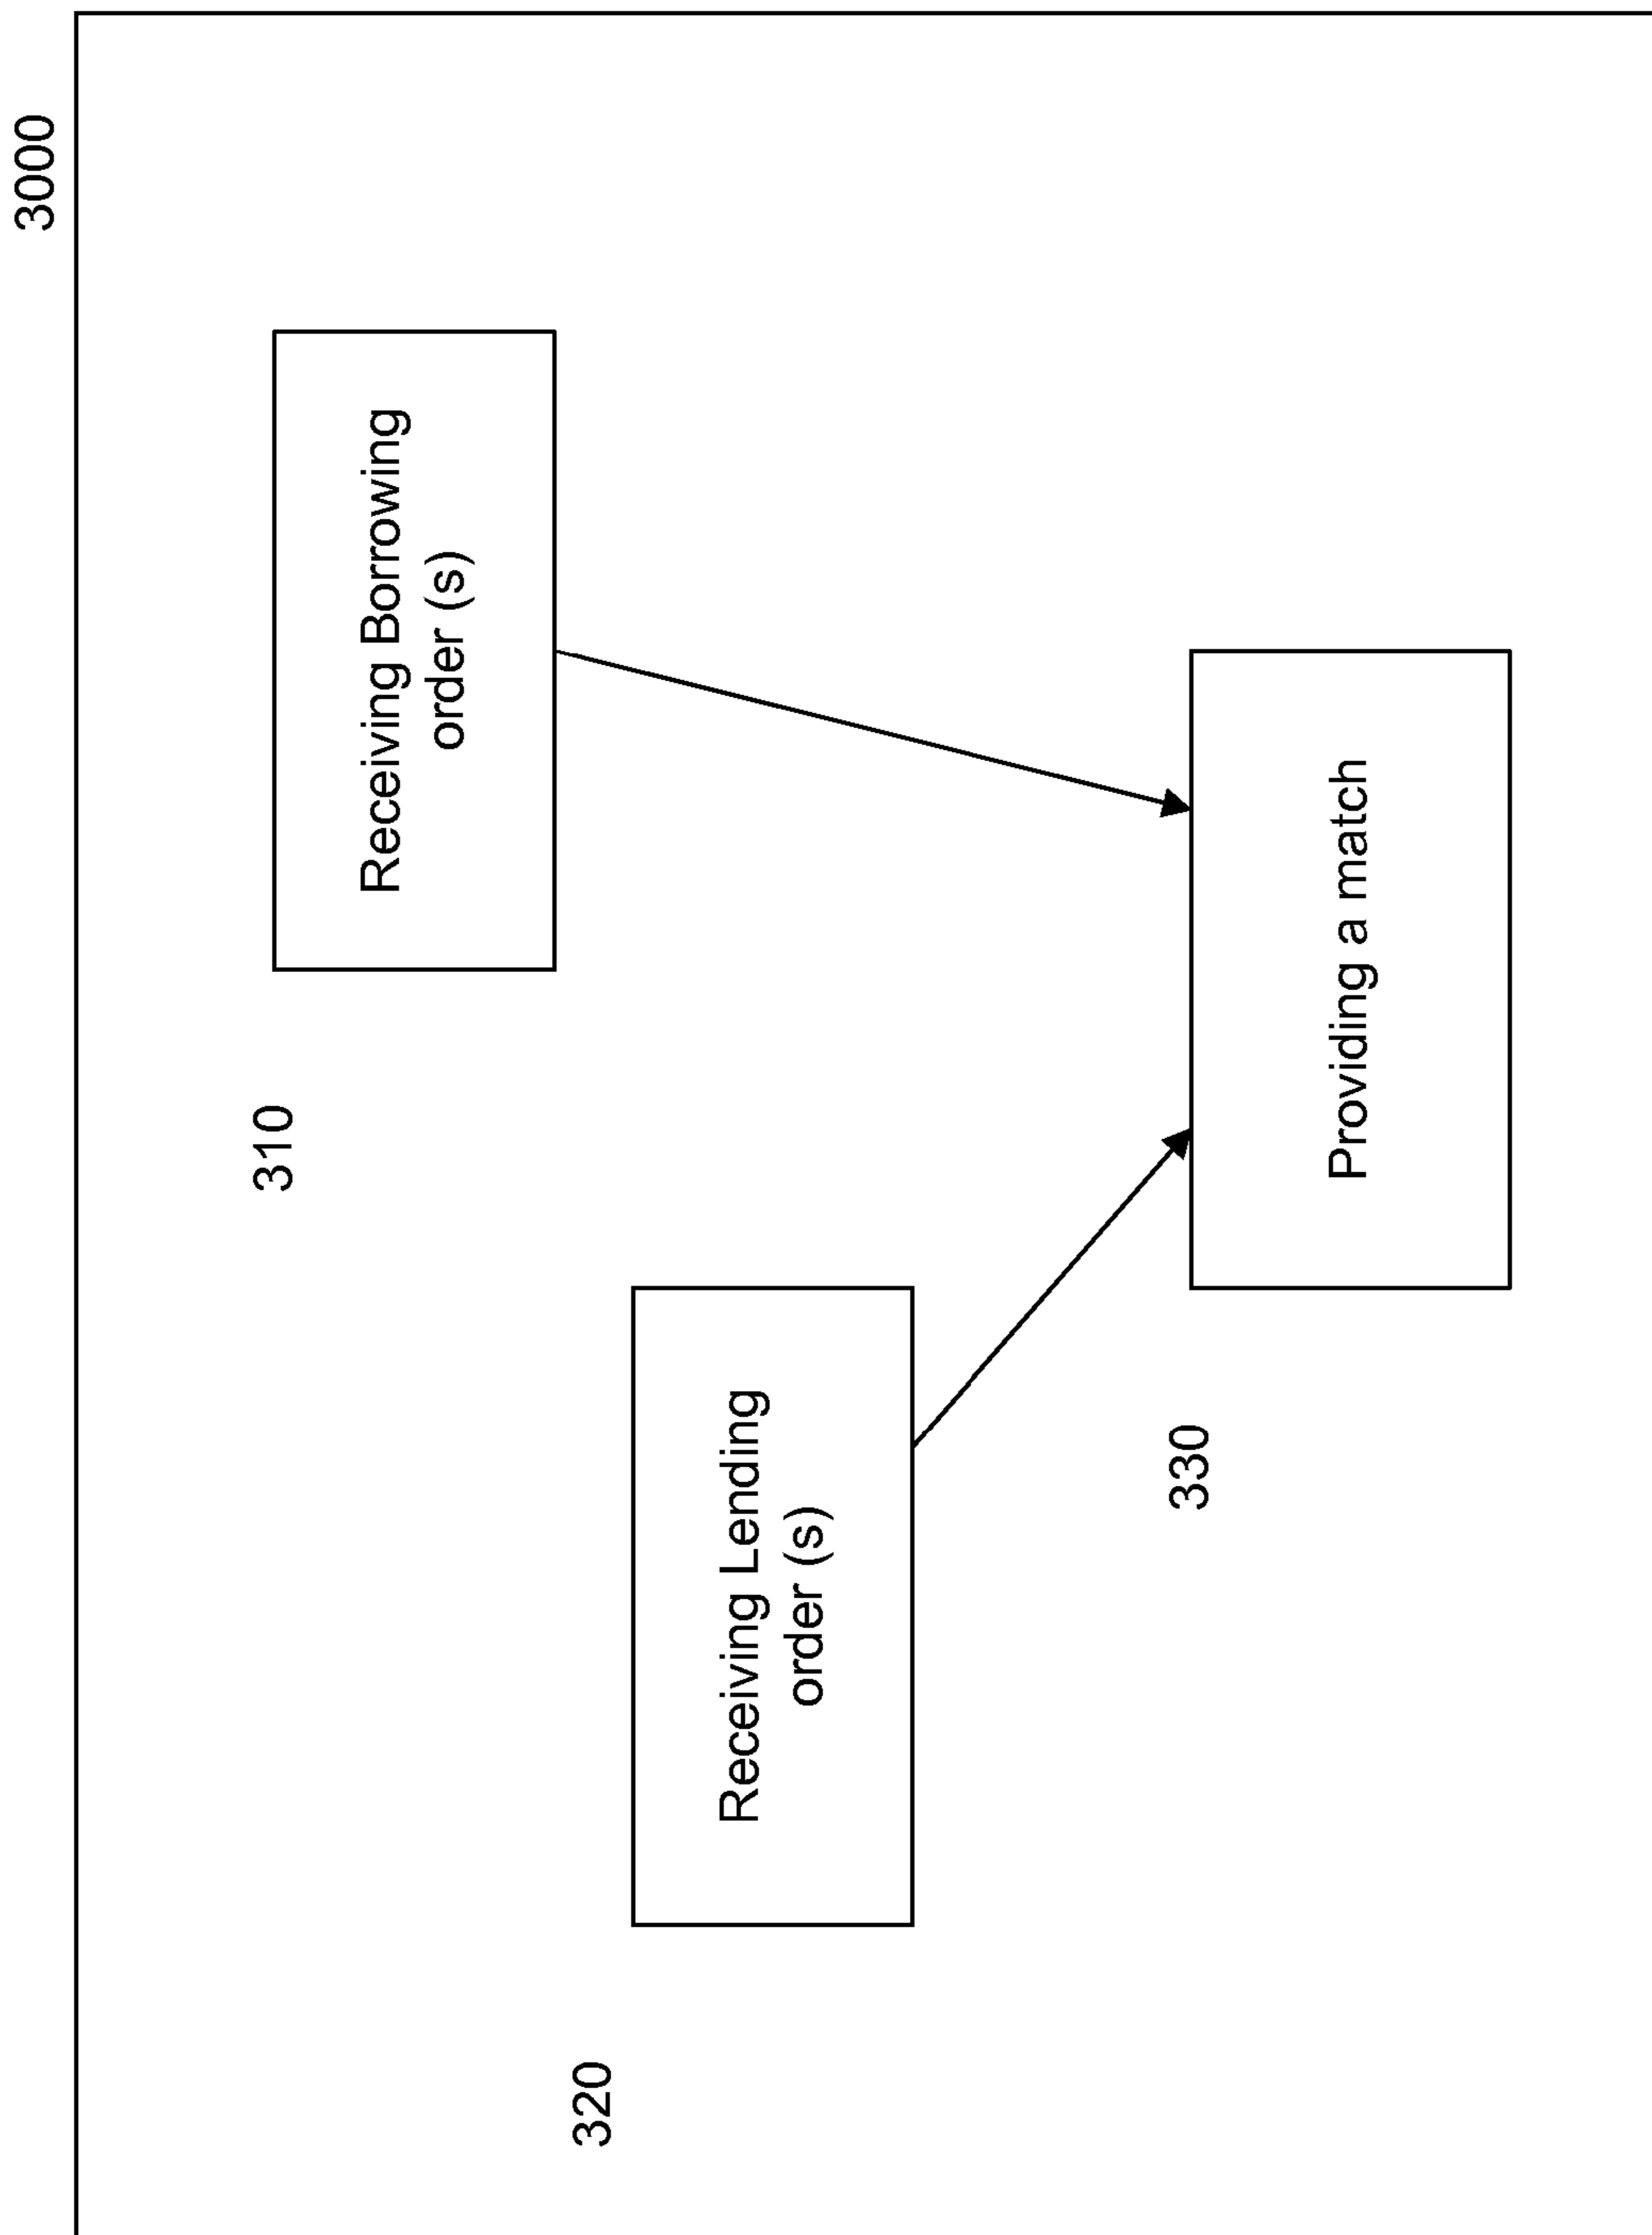 3000
310
Receiving Borrowing
order (s)
320
Receiving Lending
order (s)
330
Providing a match